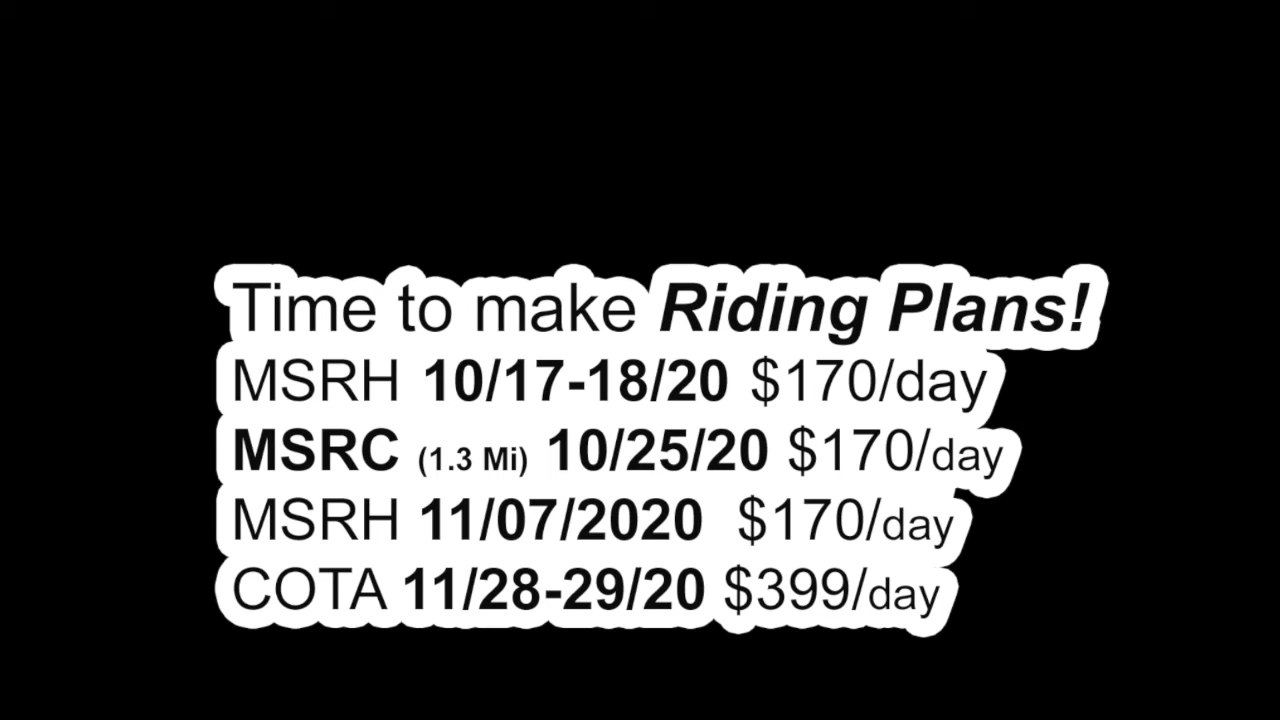 Time to make Riding Plans!
MSRH 10/17-18/20 $170/day
MSRC (1.3 Mi) 10/25/20 $170/day
MSRH 11/07/2020 $170/day
COTA 11/28-29/20 $399/day